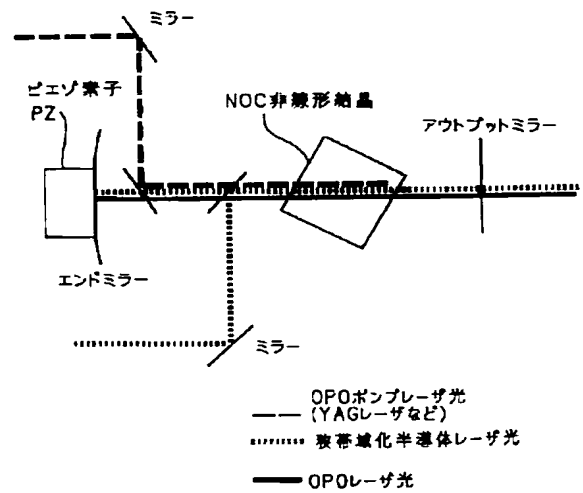 ミラー
ピエゾ素子
PZ
NOC非線形結晶
アウトプットミラー
エンドミラー
ミラー
OPOポンプレーザ光
(YAGレーザなど)
狭帯域化半導体レーザ光
OPOレーザ光